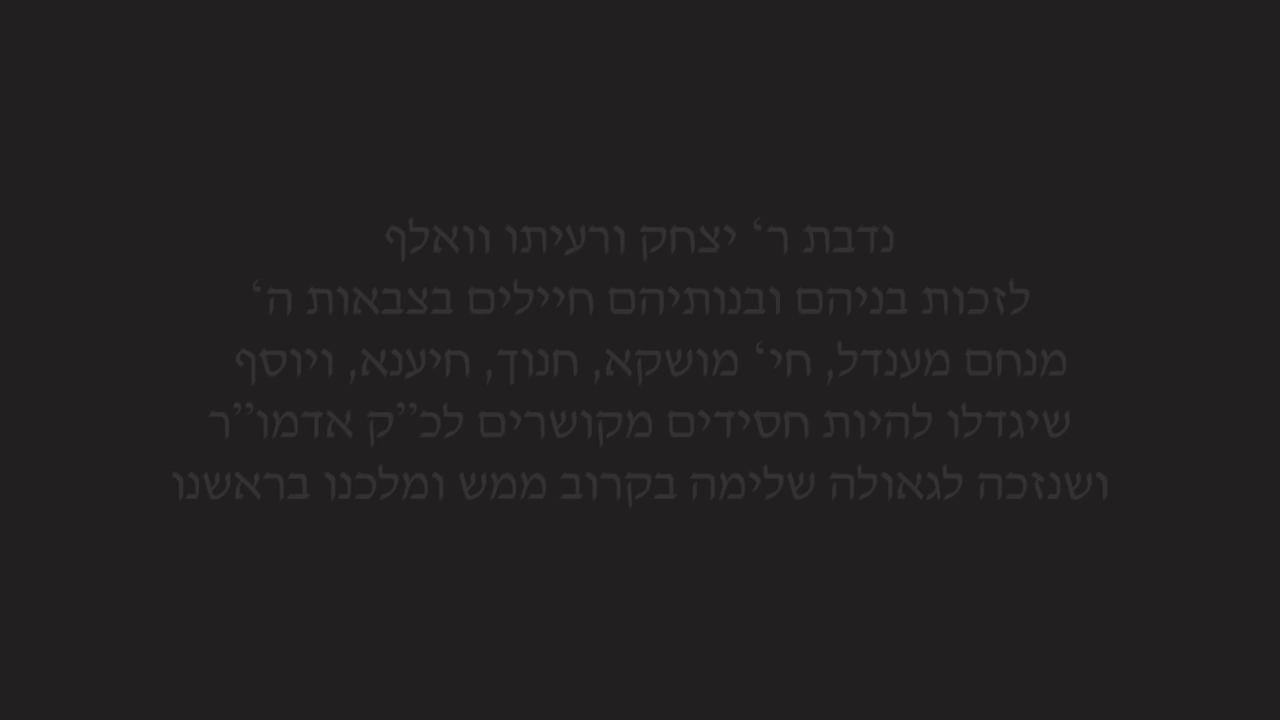 נדבת ר‘ יצחק ורעיתו וואלף
לזכות בניהם ובנותיהם חיילים בצבאות ה‘
מנחם מענדל, חי‘ מושקא, חנוך, חיענא, ויוסף
שיגדלו להיות חסידים מקושרים לכ”ק אדמו”ר
ושנזכה לגאולה שלימה בקרוב ממש ומלכנו בראשנו